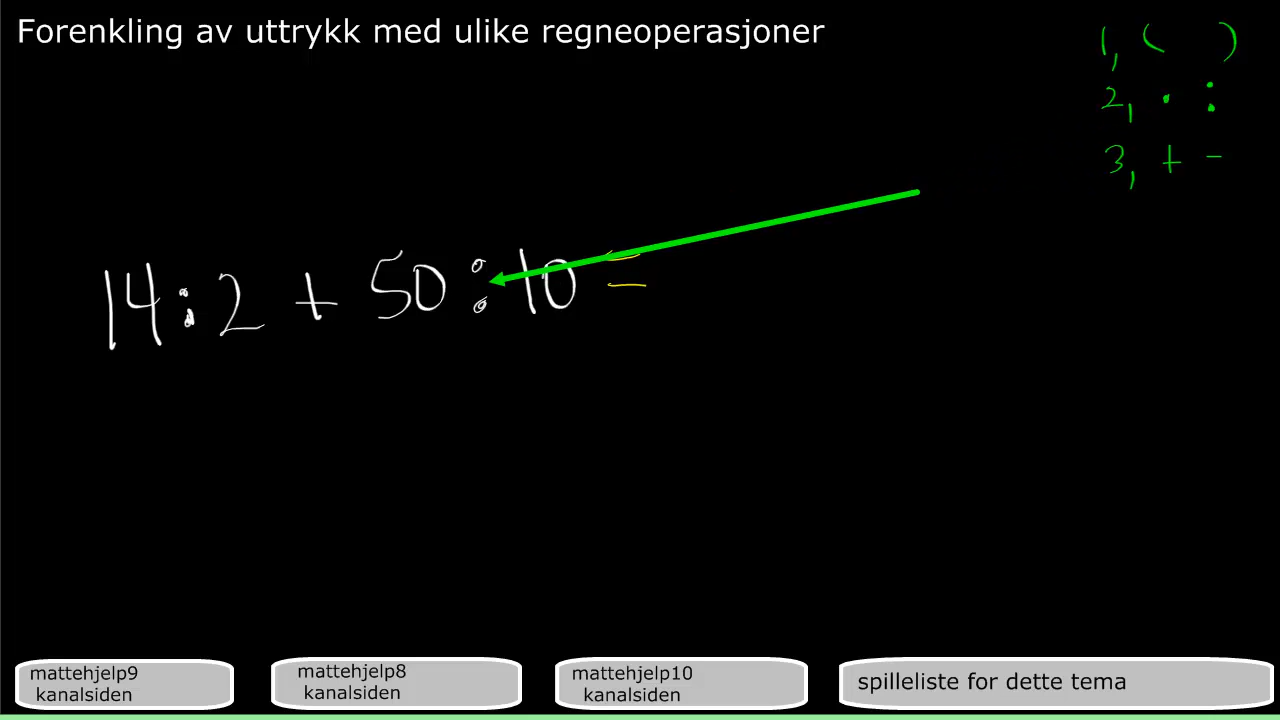 Forenkling av uttrykk med ulike regneoperasjoner
1, ( )
2, · :
3, + -
14:2 + 50:10 =
mattehjelp9
kanalsiden
mattehjelp8
kanalsiden
mattehjelp10
kanalsiden
spilleliste for dette tema